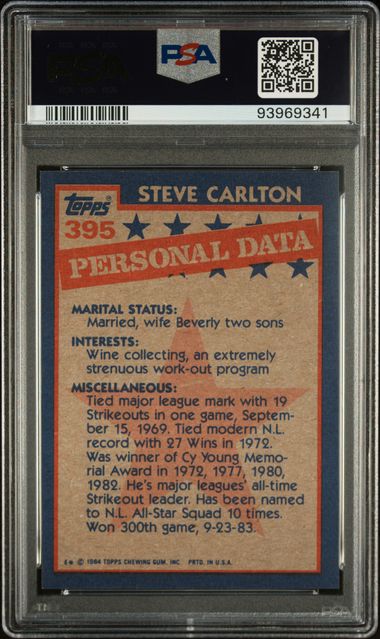 PSA
PSA
93969341
STEVE CARLTON
Topps
395
PERSONAL DATA
MARITAL STATUS:
Married, wife Beverly two sons
INTERESTS:
Wine collecting, an extremely
strenuous work-out program
MISCELLANEOUS:
Tied major league mark with 19
Strikeouts in one game, Septem-
ber 15, 1969. Tied modern N.L.
record with 27 Wins in 1972.
Was winner of Cy Young Memo-
rial Award in 1972, 1977, 1980,
1982. He's major leagues' all-time
Strikeout leader. Has been named
to N.L. All-Star Squad 10 times.
Won 300th game, 9-23-83.
© 1984 TOPPS CHEWING GUM, INC. PRTD. IN U.S.A.